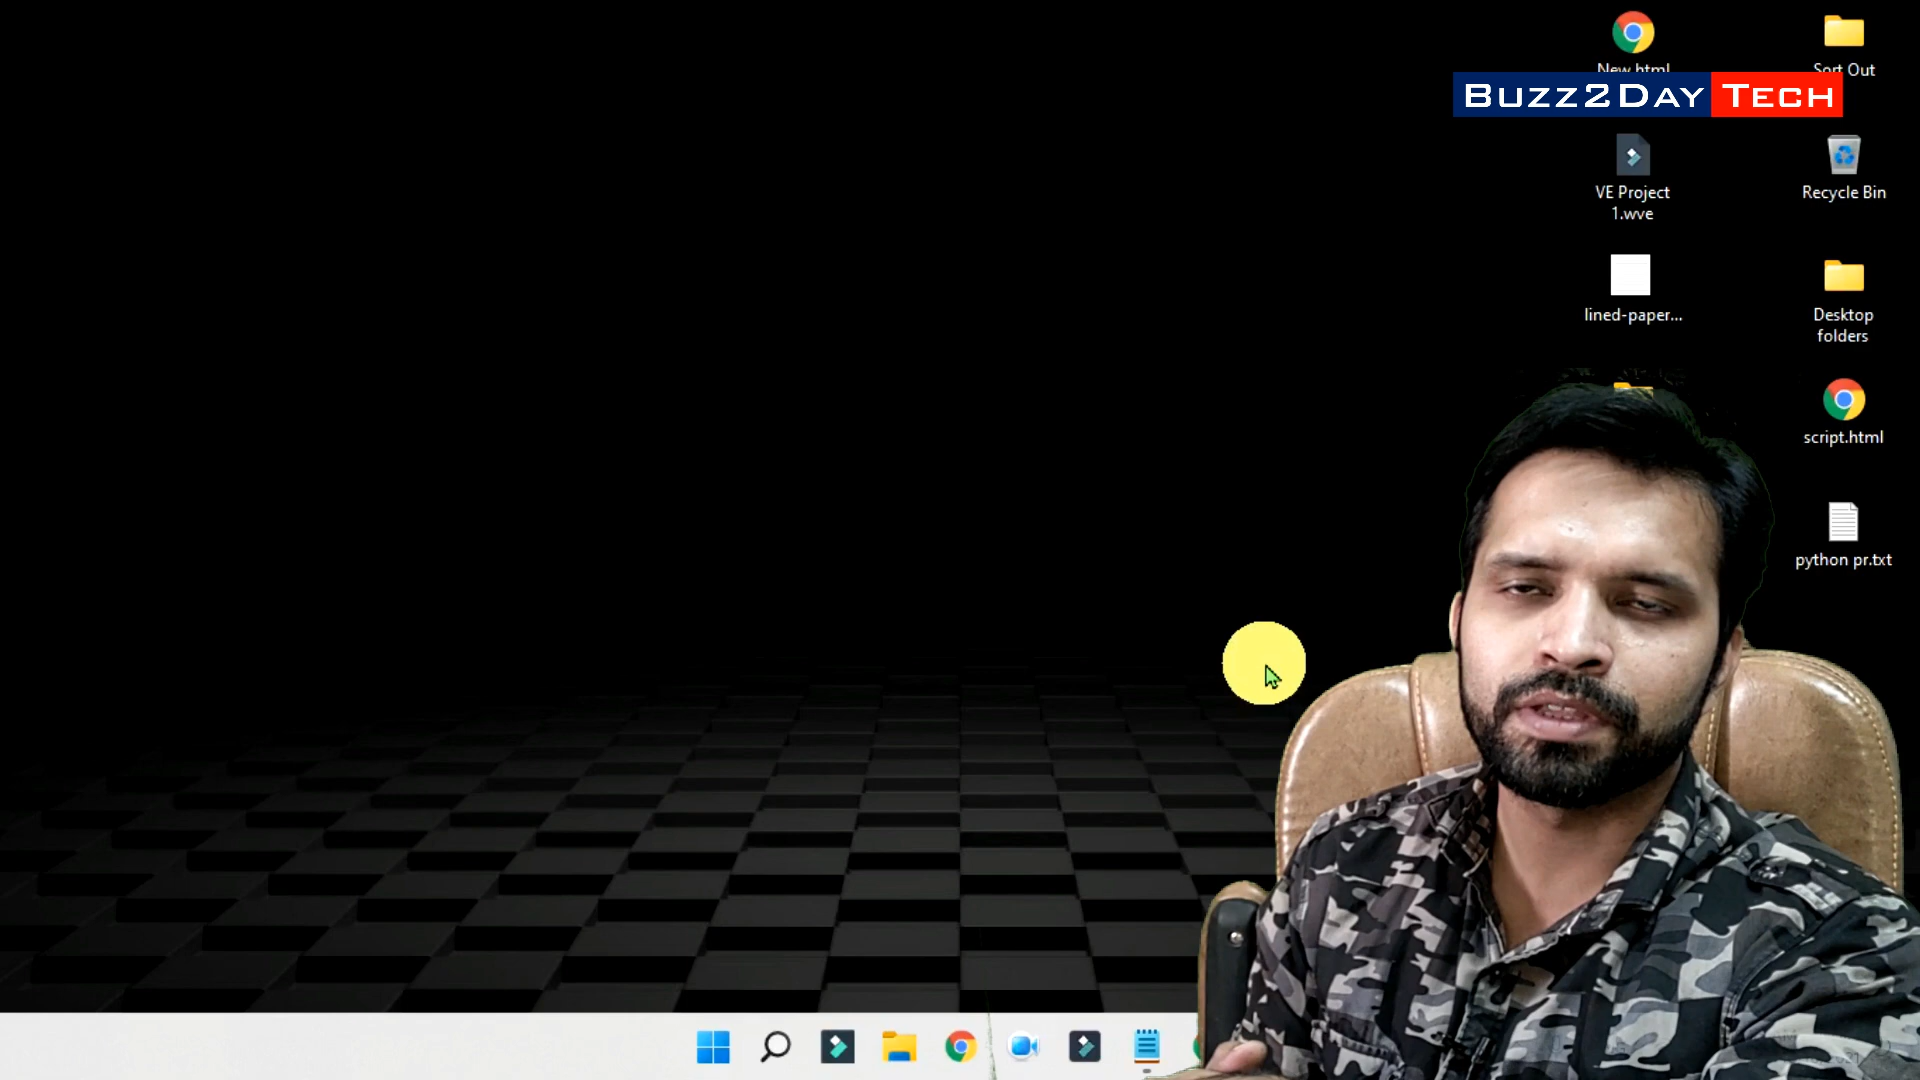 New html
Sort Out
Buzz2Day Tech
VE Project
1.wve
Recycle Bin
lined-paper...
Desktop
folders
script.html
python pr.txt